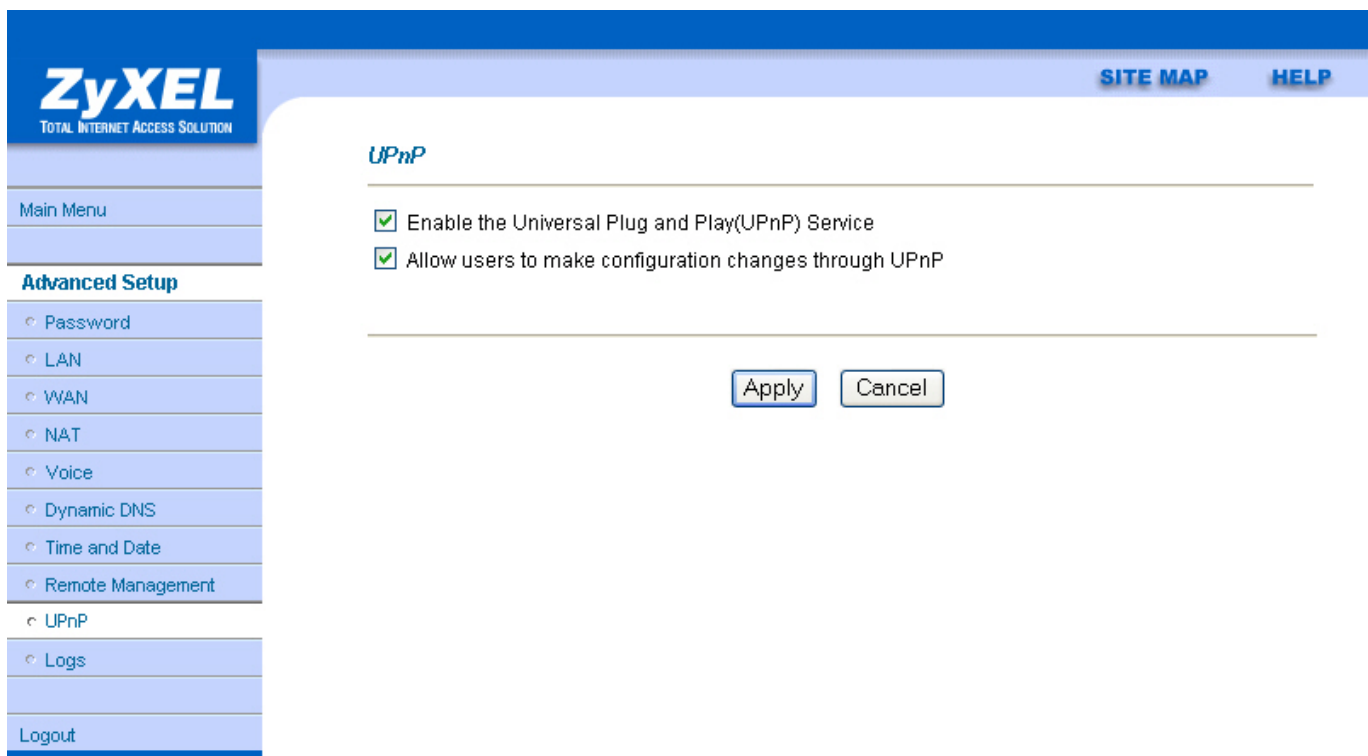 ZyXEL
TOTAL INTERNET ACCESS SOLUTION
SITE MAP HELP
Main Menu
Advanced Setup
Password
LAN
WAN
NAT
Voice
Dynamic DNS
Time and Date
Remote Management
UPnP
Logs
Logout
UPnP
Enable the Universal Plug and Play(UPnP) Service
Allow users to make configuration changes through UPnP
Apply Cancel